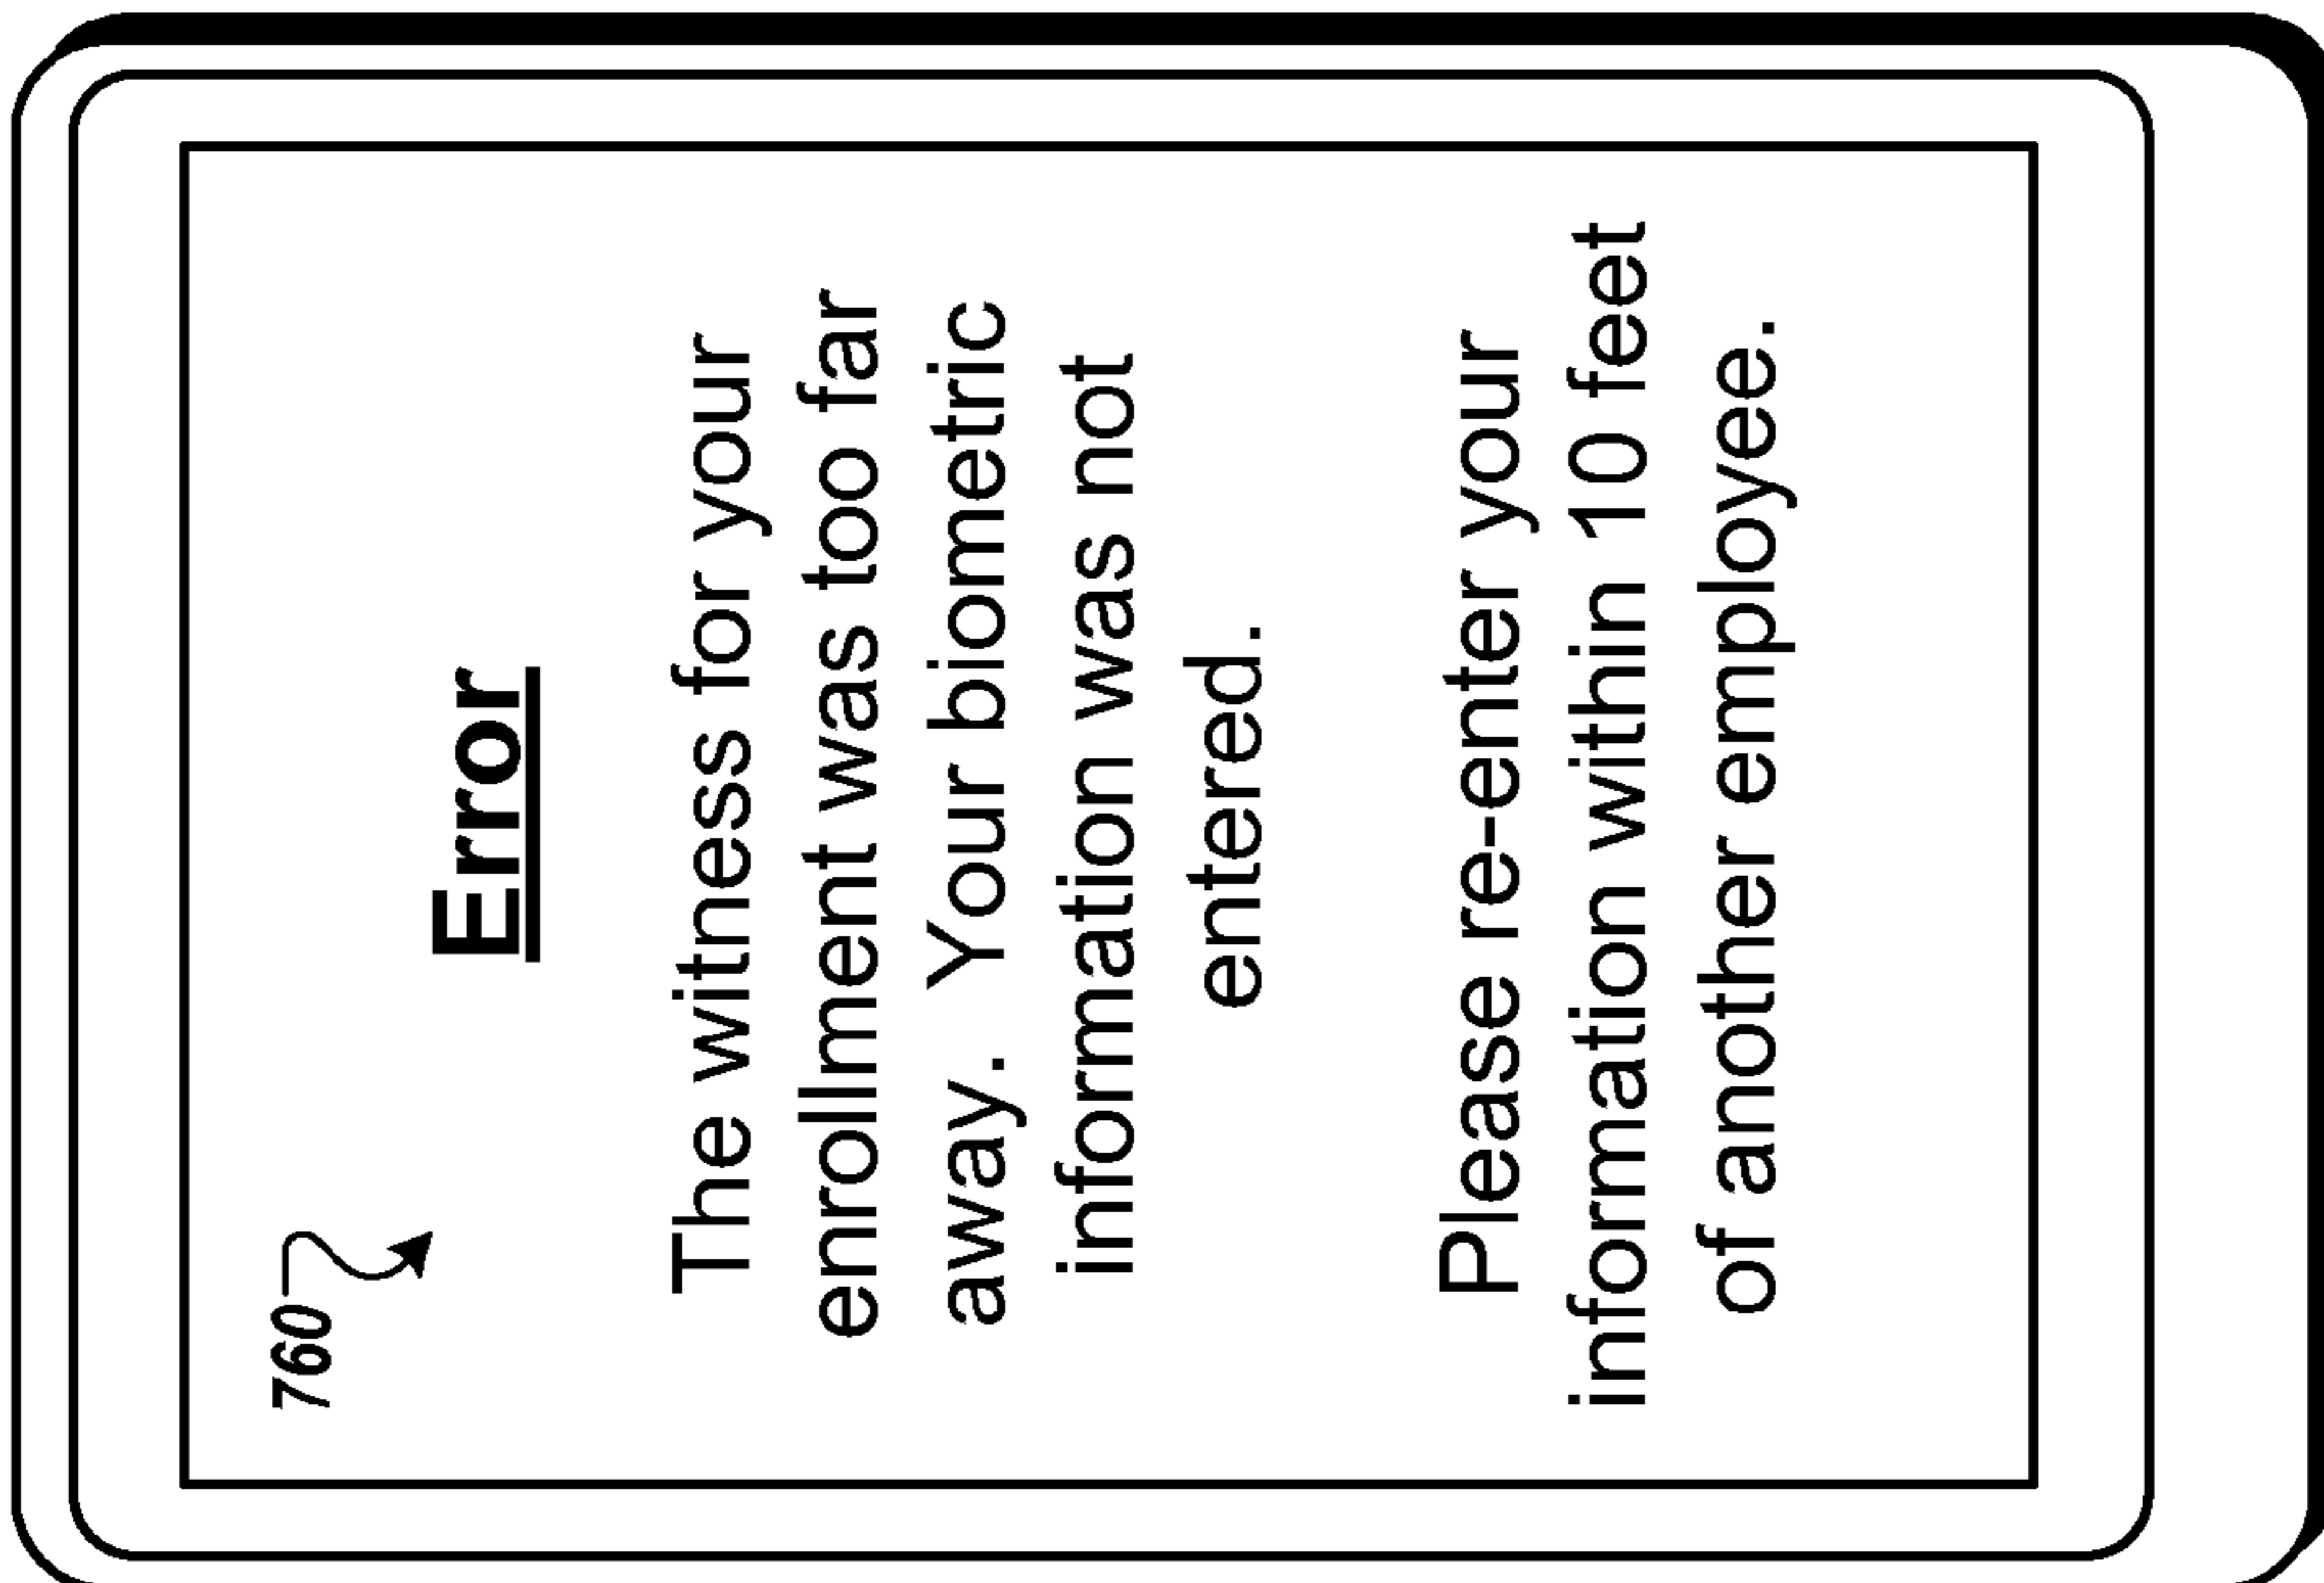 760
Error
The witness for your
enrollment was too far
away. Your biometric
information was not
entered.
Please re-enter your
information within 10 feet
of another employee.